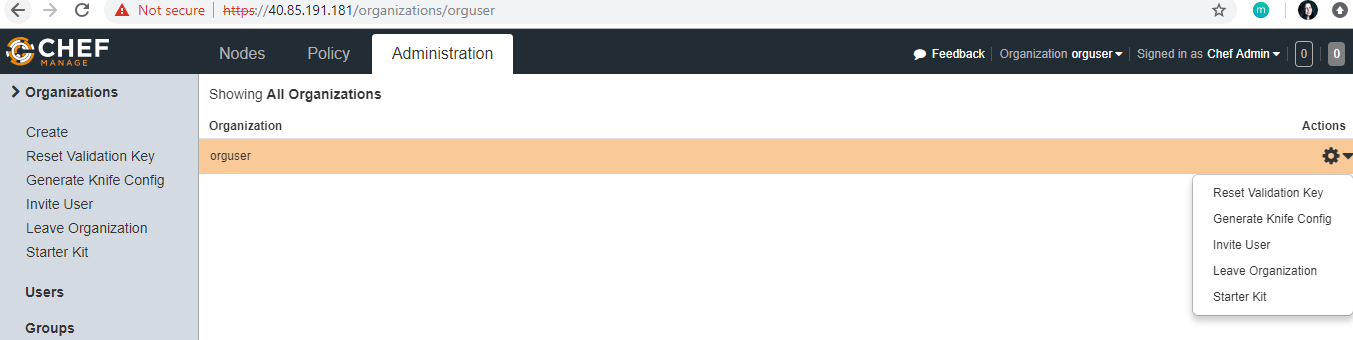 Not secure | https://40.85.191.181/organizations/orguser
m
CHEF
MANAGE
Nodes Policy Administration Feedback Organization orguser Signed in as Chef Admin 0 0
Organizations
Create
Reset Validation Key
Generate Knife Config
Invite User
Leave Organization
Starter Kit
Users
Groups
Showing All Organizations
Organization Actions
orguser
Reset Validation Key
Generate Knife Config
Invite User
Leave Organization
Starter Kit